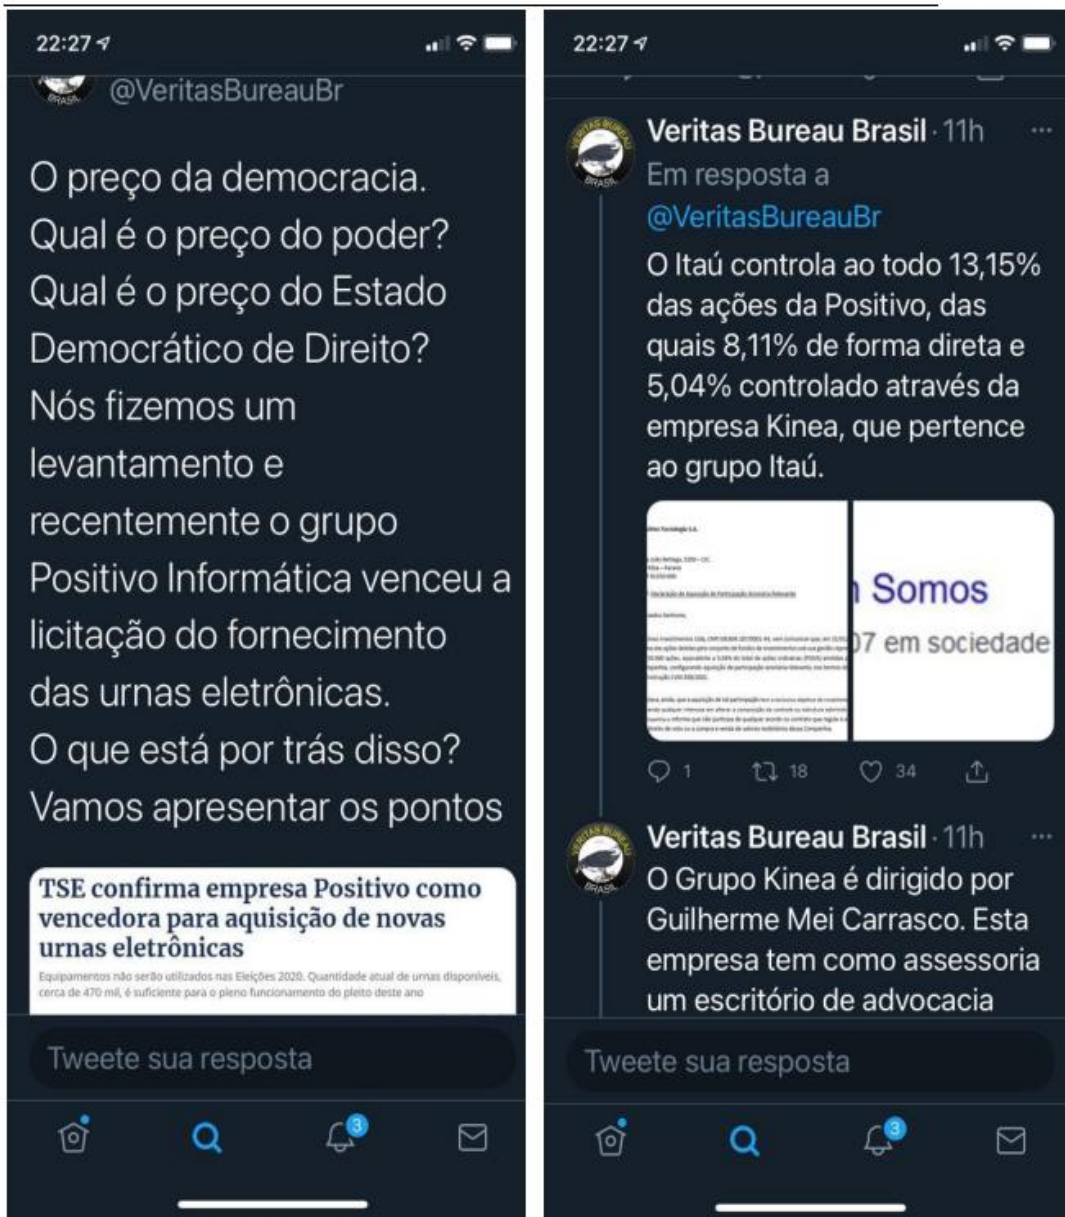 22:27
@VeritasBureauBr
O preço da democracia.
Qual é o preço do poder?
Qual é o preço do Estado
Democrático de Direito?
Nós fizemos um
levantamento e
recentemente o grupo
Positivo Informática venceu a
licitação do fornecimento
das urnas eletrônicas.
O que está por trás disso?
Vamos apresentar os pontos
TSE confirma empresa Positivo como
vencedora para aquisição de novas
urnas eletrônicas
Equipamentos não serão utilizados nas Eleições 2020. Quantidade atual de urnas disponíveis,
cerca de 470 mil, é suficiente para o pleno funcionamento do pleito deste ano
Tweete sua resposta
3
22:27
VERITAS BUREAU
BRASIL
Veritas Bureau Brasil · 11h
Em resposta a
@VeritasBureauBr
O Itaú controla ao todo 13,15%
das ações da Positivo, das
quais 8,11% de forma direta e
5,04% controlado através da
empresa Kinea, que pertence
ao grupo Itaú.
Somos
07 em sociedade
1 18 34
VERITAS BUREAU
BRASIL
Veritas Bureau Brasil · 11h
O Grupo Kinea é dirigido por
Guilherme Mei Carrasco. Esta
empresa tem como assessoria
um escritório de advocacia
Tweete sua resposta
3